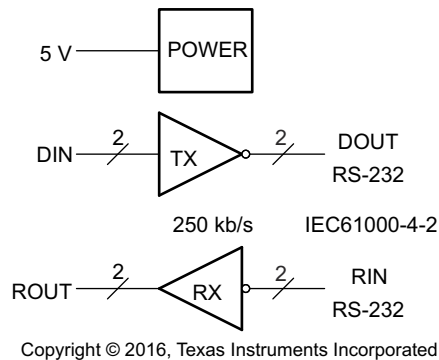 5 V POWER
2 2 DOUT
DIN TX
RS-232
250 kb/s IEC61000-4-2
2 2 RIN
ROUT RX
RS-232
Copyright © 2016, Texas Instruments Incorporated